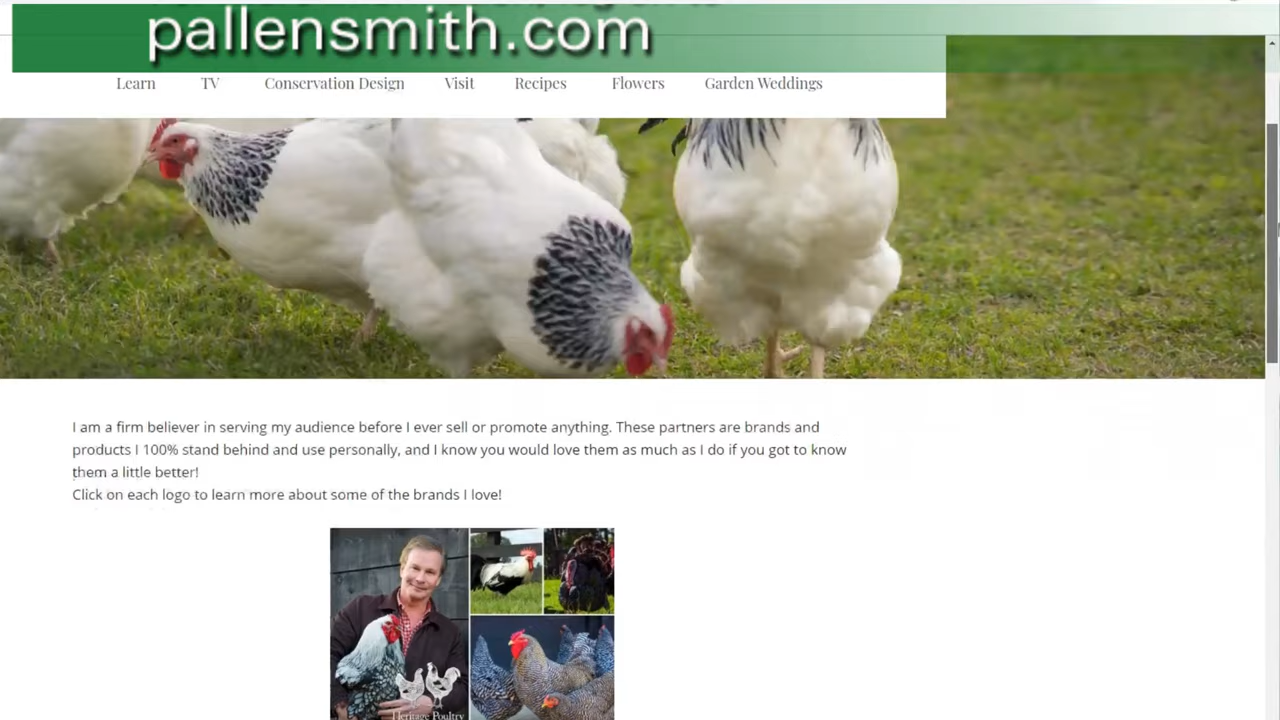 pallensmith.com
Learn TV Conservation Design Visit Recipes Flowers Garden Weddings
I am a firm believer in serving my audience before I ever sell or promote anything. These partners are brands and
products I 100% stand behind and use personally, and I know you would love them as much as I do if you got to know
them a little better!
Click on each logo to learn more about some of the brands I love!
Heritage Poultry